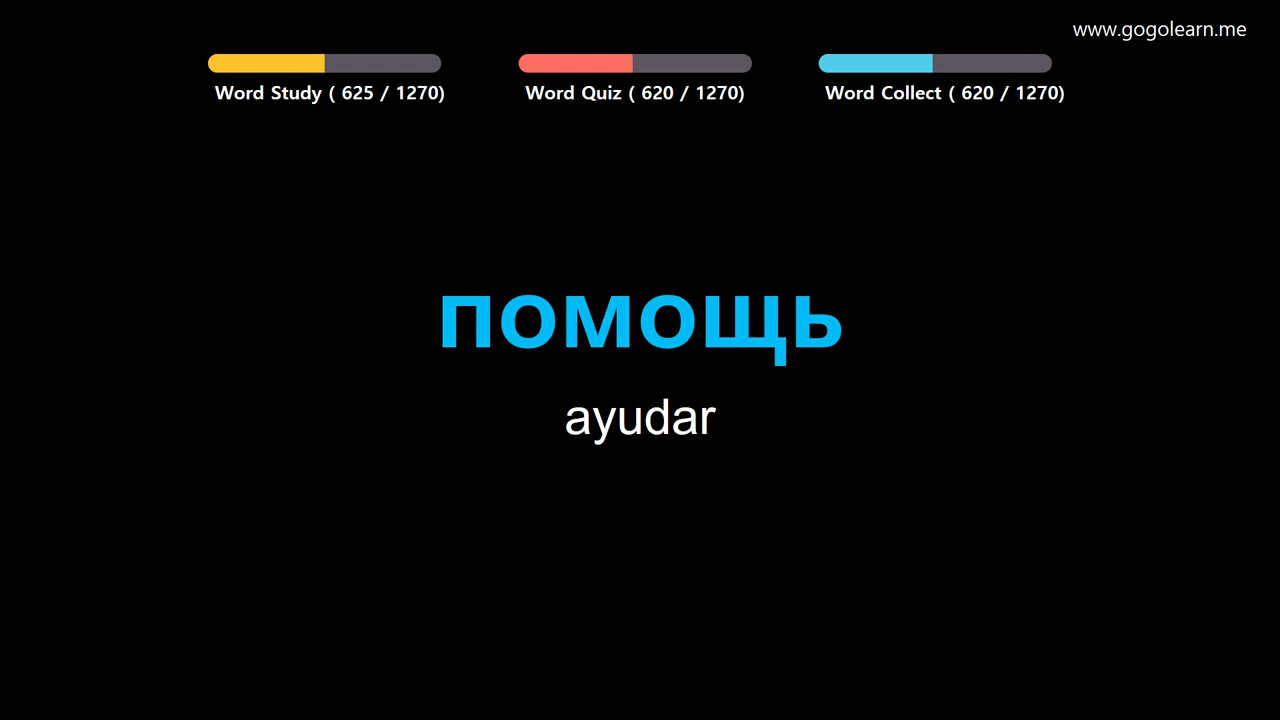 www.gogolearn.me
Word Study ( 625 / 1270)
Word Quiz ( 620 / 1270)
Word Collect ( 620 / 1270)
помощь
ayudar